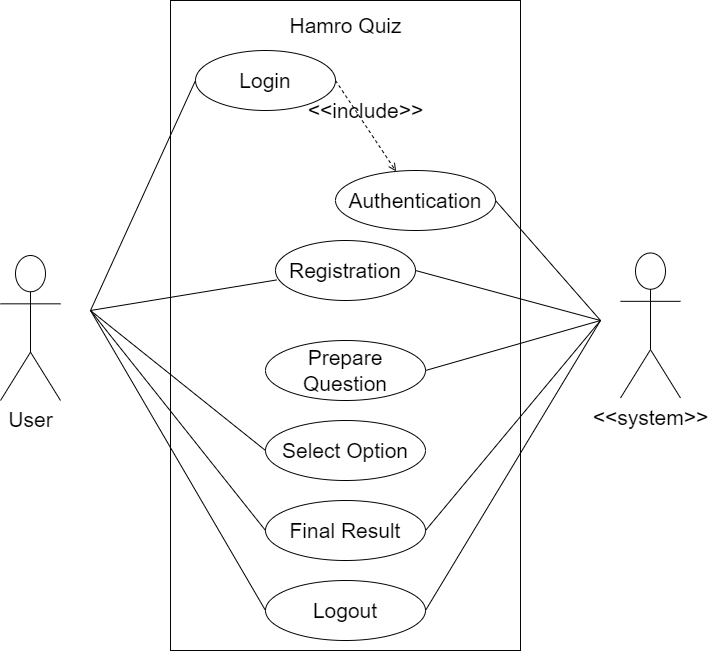 Hamro Quiz
Login
<<include>>
Authentication
Registration
Prepare
Question
User
<<system>>
Select Option
Final Result
Logout